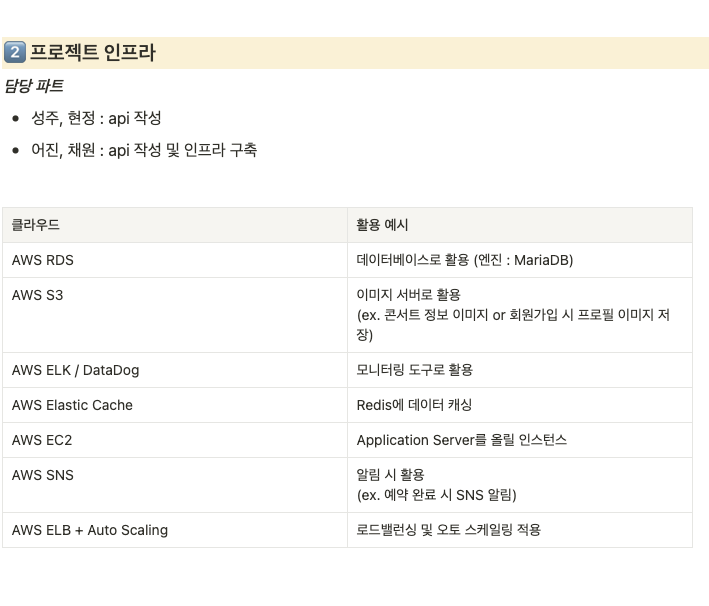 2 프로젝트 인프라
담당 파트
• 성주, 현정 : api 작성
• 어진, 채원 : api 작성 및 인프라 구축
클라우드 활용 예시
AWS RDS 데이터베이스로 활용 (엔진 : MariaDB)
AWS S3 이미지 서버로 활용
(ex. 콘서트 정보 이미지 or 회원가입 시 프로필 이미지 저
장)
AWS ELK / DataDog 모니터링 도구로 활용
AWS Elastic Cache Redis에 데이터 캐싱
AWS EC2 Application Server를 올릴 인스턴스
AWS SNS 알림 시 활용
(ex. 예약 완료 시 SNS 알림)
AWS ELB + Auto Scaling 로드밸런싱 및 오토 스케일링 적용